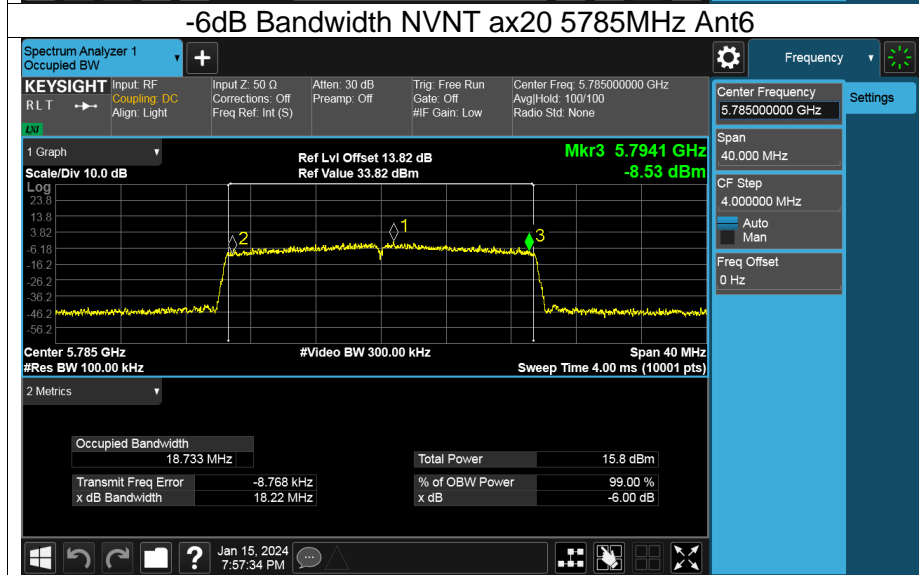 -6dB Bandwidth NVNT ax20 5785MHz Ant6
Spectrum Analyzer 1
Occupied BW
+
Frequency
KEYSIGHT
RLT
LXI
Input: RF
Coupling: DC
Align: Light
Input Z: 50 Ω
Corrections: Off
Freq Ref: Int (S)
Atten: 30 dB
Preamp: Off
Trig: Free Run
Gate: Off
#IF Gain: Low
Center Freq: 5.785000000 GHz
Avg|Hold: 100/100
Radio Std: None
Center Frequency
5.785000000 GHz
Settings
Span
40.000 MHz
CF Step
4.000000 MHz
Auto
Man
Freq Offset
0 Hz
1 Graph
Scale/Div 10.0 dB
Ref Lvl Offset 13.82 dB
Ref Value 33.82 dBm
Mkr3 5.7941 GHz
-8.53 dBm
Log
23.8
13.8
3.82
-6.18
-16.2
-26.2
-36.2
-46.2
-56.2
2
1
3
Center 5.785 GHz
#Res BW 100.00 kHz
#Video BW 300.00 kHz
Span 40 MHz
Sweep Time 4.00 ms (10001 pts)
2 Metrics
Occupied Bandwidth
18.733 MHz
Total Power 15.8 dBm
Transmit Freq Error -8.768 kHz
% of OBW Power 99.00 %
x dB Bandwidth 18.22 MHz
x dB -6.00 dB
?
Jan 15, 2024
7:57:34 PM